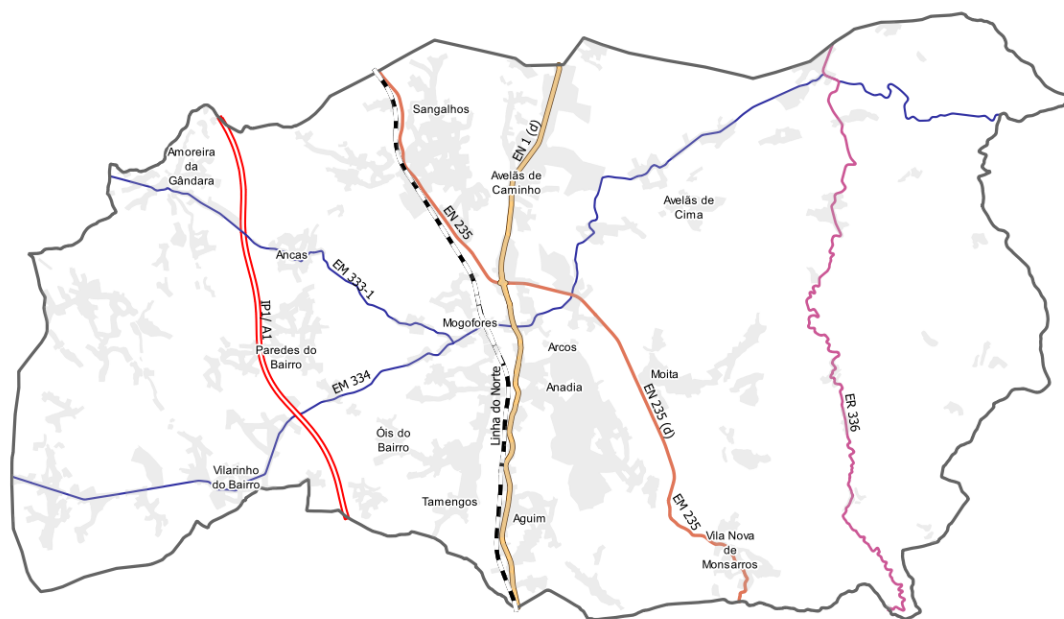 Sangalhos
EN 1 (d)
Amoreira
da
Gândara
Avelãs de
Caminho
Avelãs de
Cima
EN 235
Ancas
EM 333-1
IP1/ A1
Mogofores
Paredes do
Bairro
Arcos
EM 334
Linha do Norte
Anadia
Moita
EN 235 (d)
ER 336
Óis do
Bairro
Vilarinho
do Bairro
Tamengos
Aguim
EM 235
Vila Nova
de
Monsarros